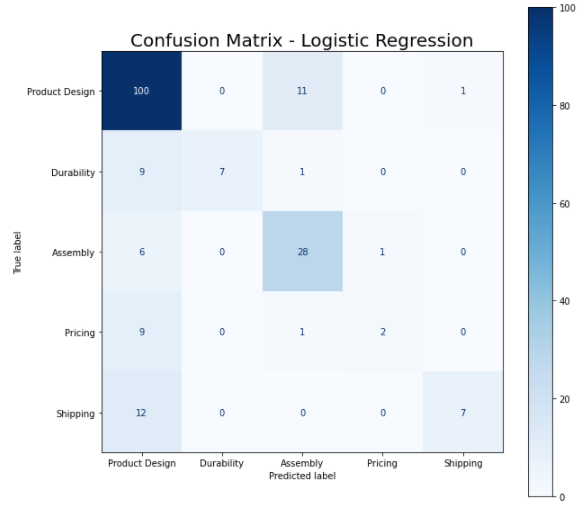 Confusion Matrix - Logistic Regression
100
Product Design 100 0 11 0 1
80
Durability 9 7 1 0 0
60
True label
Assembly 6 0 28 1 0
40
Pricing 9 0 1 2 0
20
Shipping 12 0 0 0 7
Product Design Durability Assembly Pricing Shipping
Predicted label
0